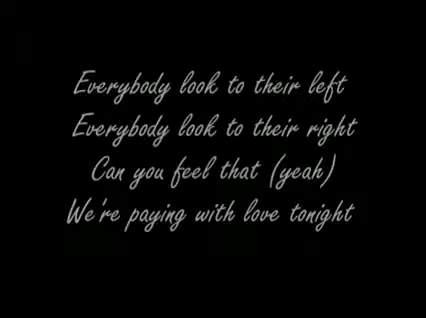 Everybody look to their left
Everybody look to their right
Can you feel that (yeah)
We're paying with love tonight